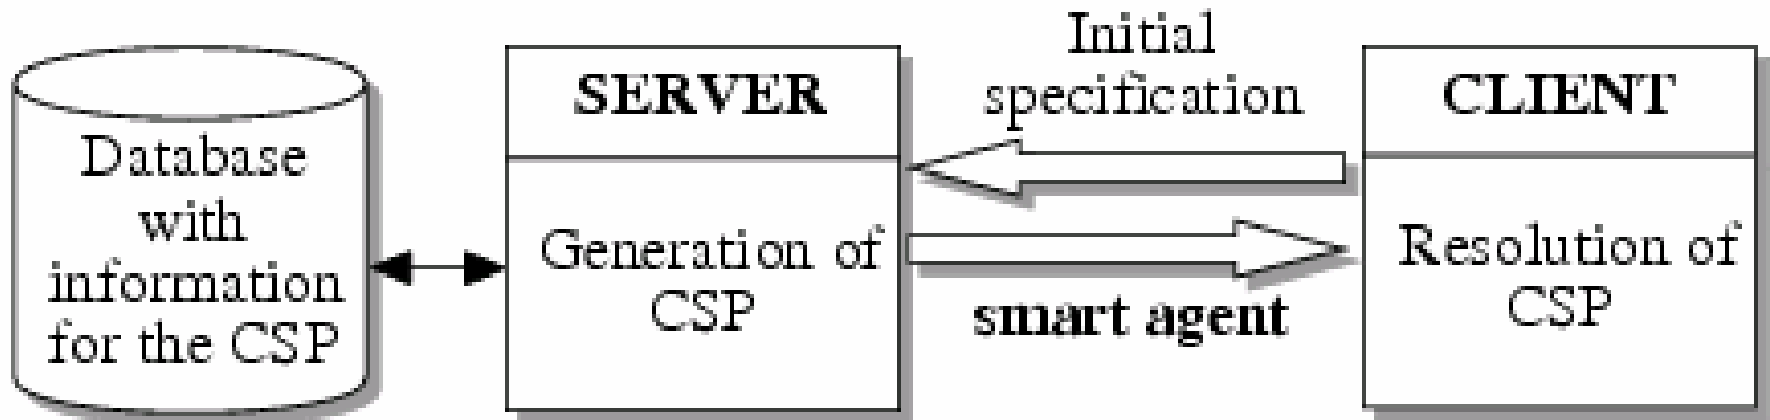 Database
with
information
for the CSP
SERVER
Generation of
CSP
Initial
specification
smart agent
CLIENT
Resolution of
CSP